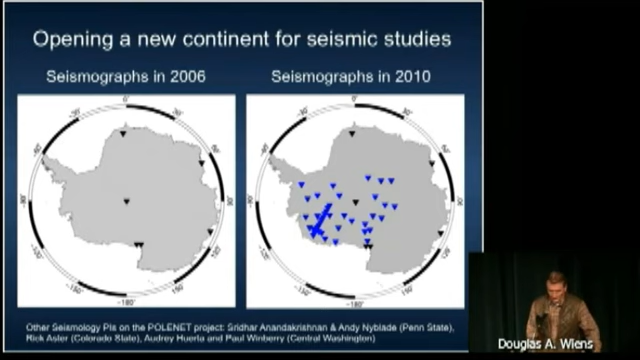 Opening a new continent for seismic studies
Seismographs in 2006
Seismographs in 2010
Other Seismology PIs on the POLENET project: Sridhar Anandakrishnan & Andy Nyblade (Penn State),
Rick Aster (Colorado State), Audrey Huerta and Paul Winberry (Central Washington)
Douglas A. Wiens